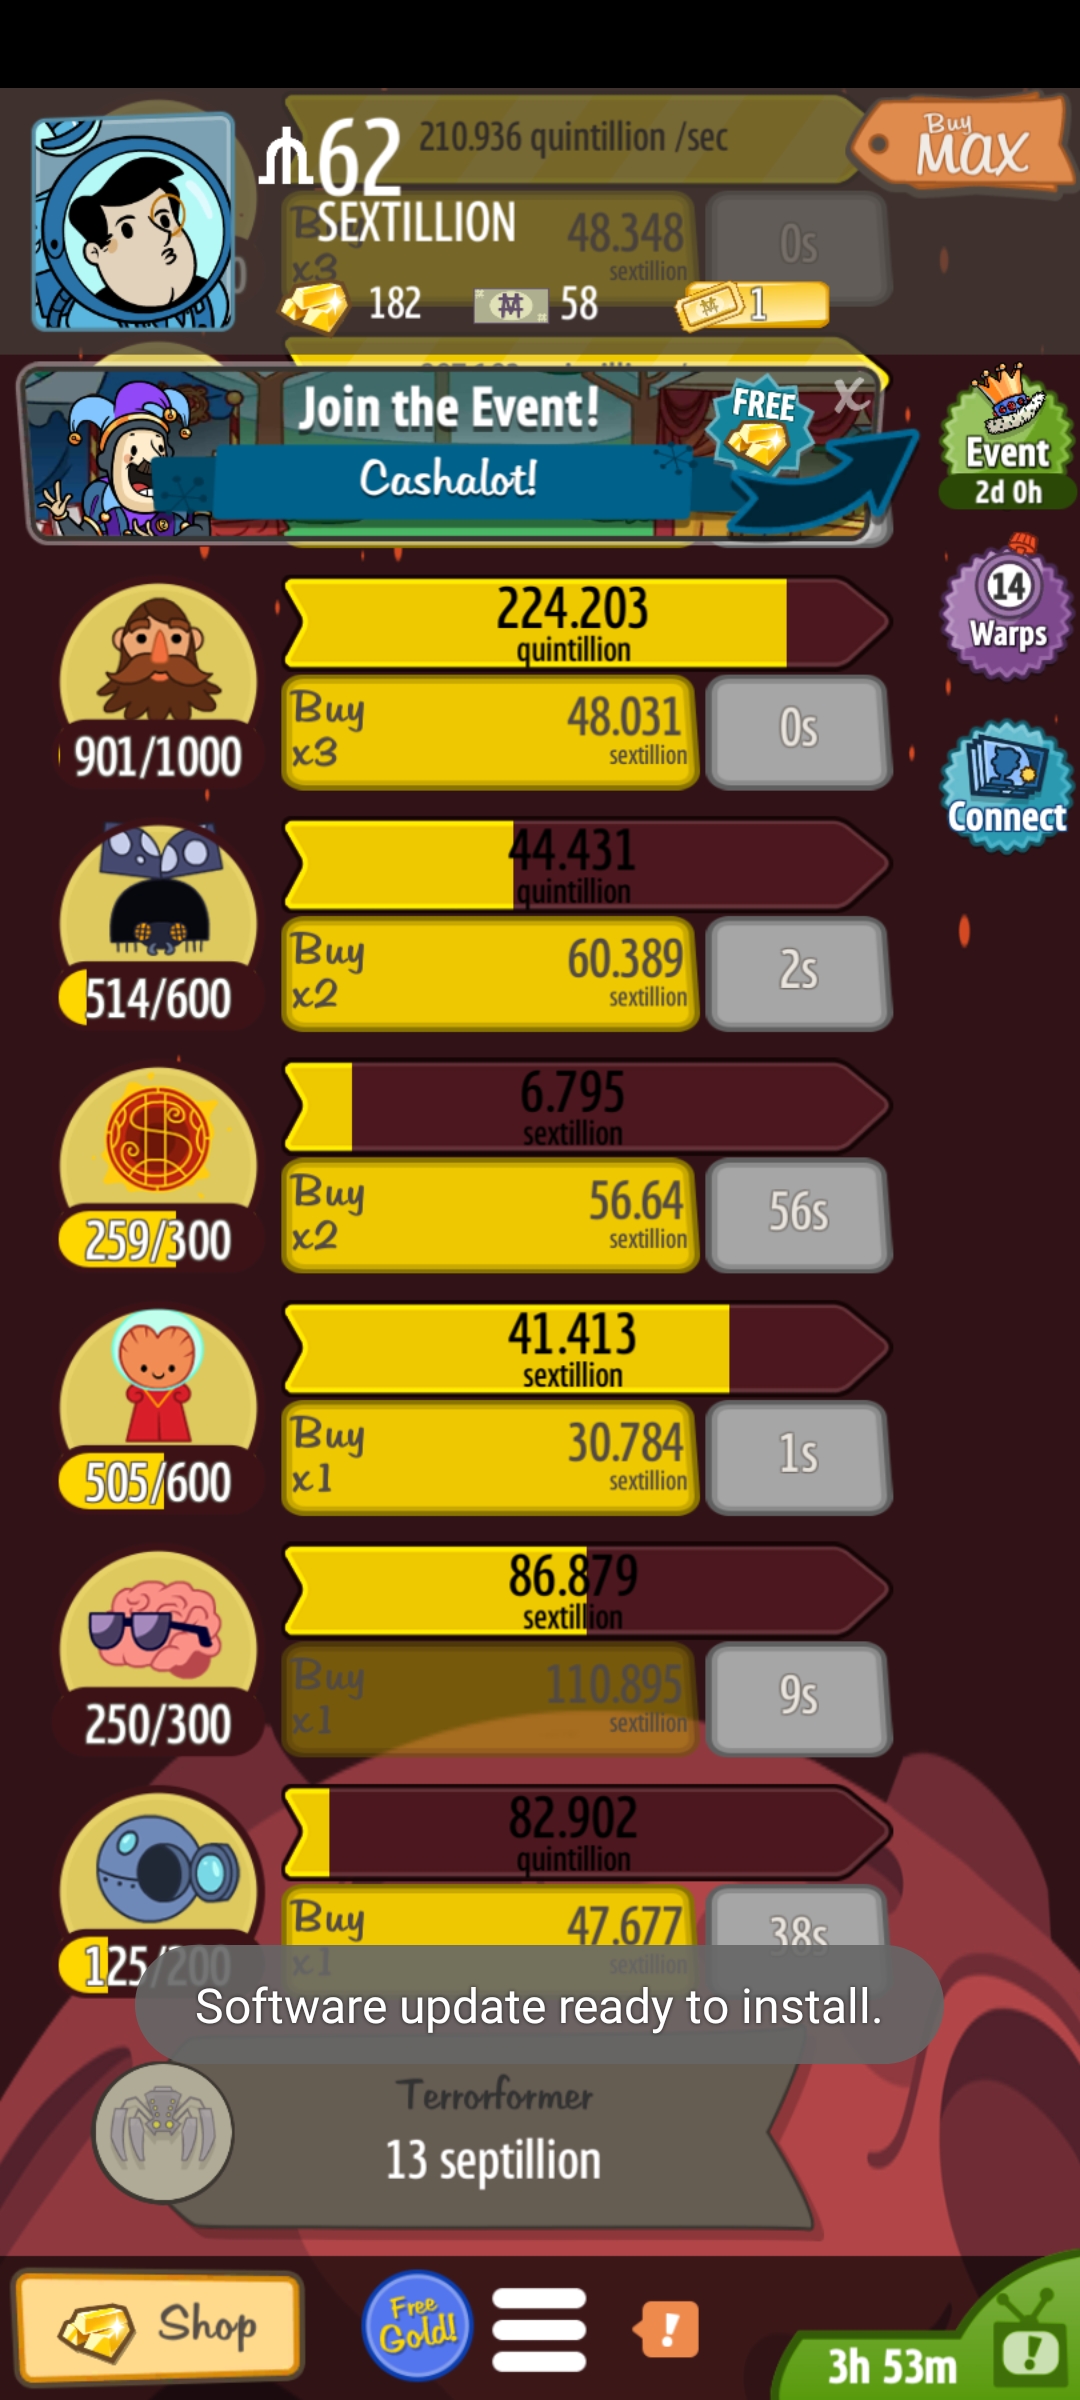 210.936 quintillion /sec
Buy
MAX
62
SEXTILLION
48.348
sextillion
x3
0s
182
58
1
Join the Event!
FREE
X
Cashalot!
Event
2d 0h
14
Warps
Connect
224.203
quintillion
901/1000
Buy
x3
48.031
sextillion
0s
44.431
quintillion
514/600
Buy
x2
60.389
sextillion
2s
6.795
sextillion
259/300
Buy
x2
56.64
sextillion
56s
41.413
sextillion
505/600
Buy
x1
30.784
sextillion
1s
86.879
sextillion
250/300
Buy
x1
110.895
sextillion
9s
82.902
quintillion
125/200
Buy
x1
47.677
sextillion
38s
Software update ready to install.
Terrorformer
13 septillion
Shop
Free
Gold!
!
3h 53m
!